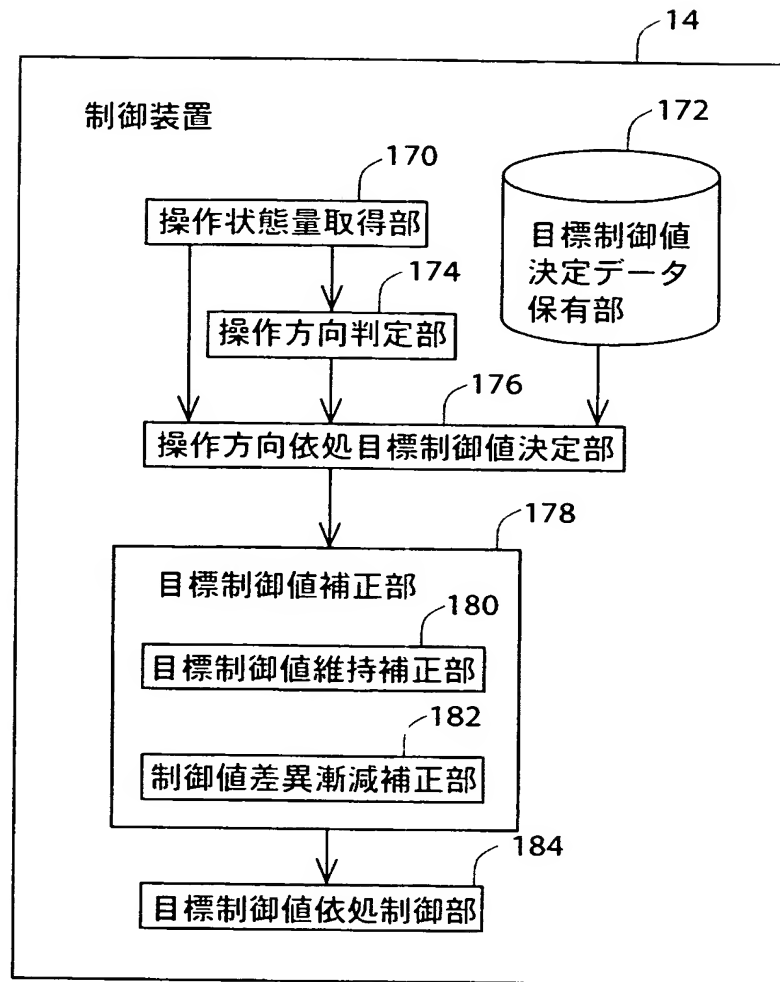 14
制御装置
172
170
操作状態量取得部
目標制御値
決定データ
保有部
174
操作方向判定部
176
操作方向依処目標制御値決定部
178
目標制御値補正部
180
目標制御値維持補正部
182
制御値差異漸減補正部
184
目標制御値依処制御部